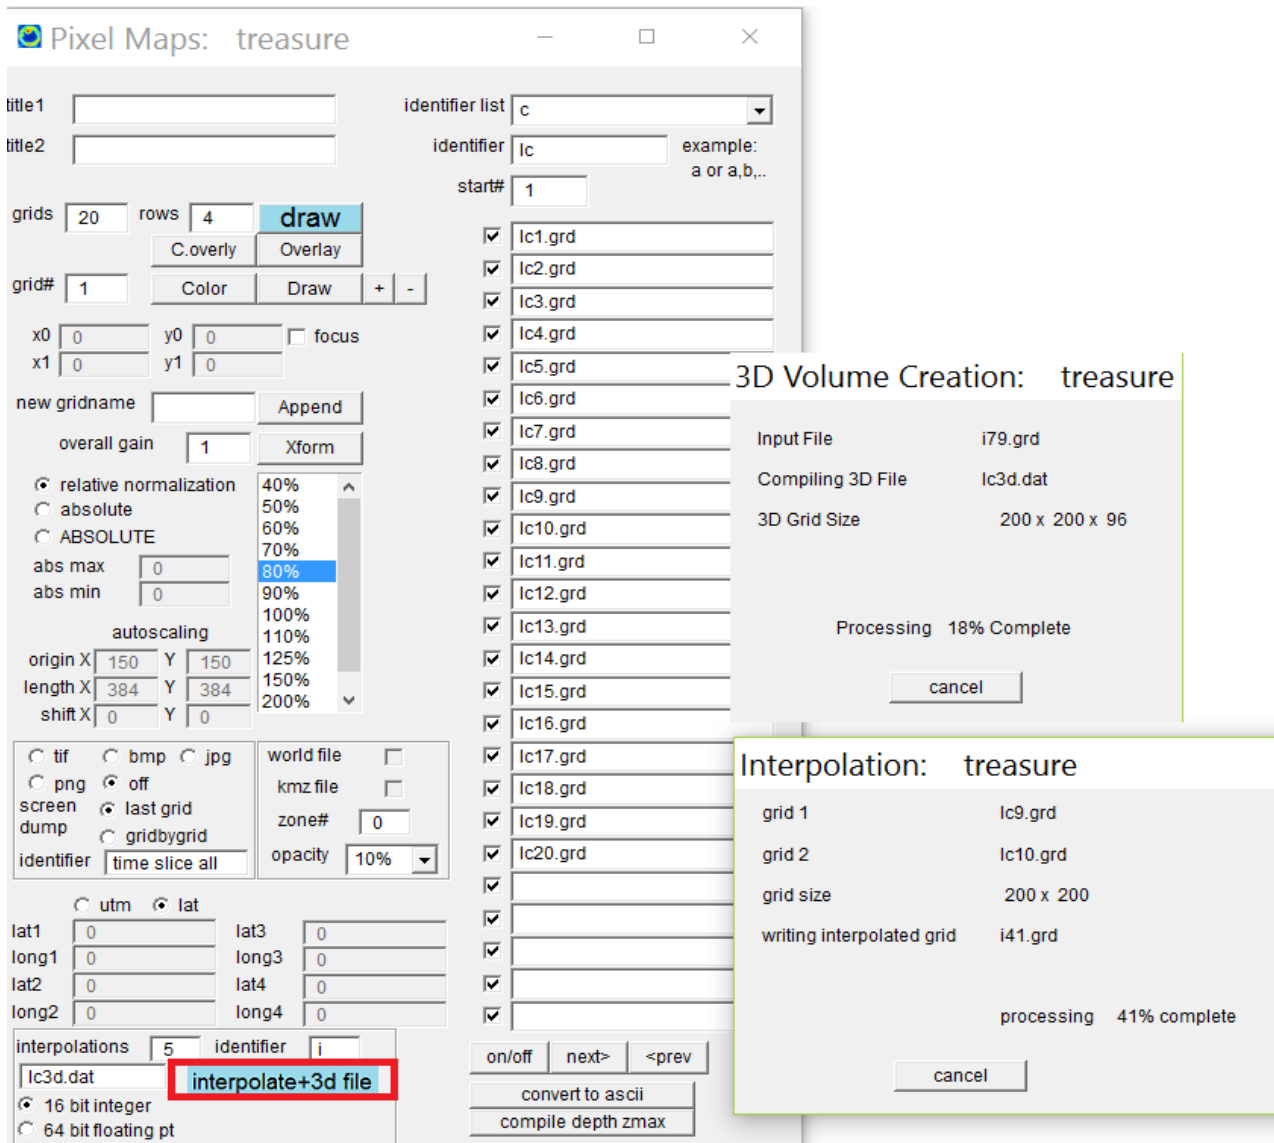 Pixel Maps: treasure
title1
title2
identifier list c
identifier lc example:
a or a,b,..
start# 1
grids 20 rows 4 draw
C.overly Overlay
grid# 1 Color Draw + -
x0 0 y0 0 focus
x1 0 y1 0
new gridname Append
overall gain 1 Xform
relative normalization
absolute
ABSOLUTE
abs max 0
abs min 0
40%
50%
60%
70%
80%
90%
100%
110%
125%
150%
200%
autoscaling
origin X 150 Y 150
length X 384 Y 384
shift X 0 Y 0
tif bmp jpg
png off
screen dump
last grid
gridbygrid
identifier time slice all
world file
kmz file
zone# 0
opacity 10%
utm lat
lat1 0 lat3 0
long1 0 long3 0
lat2 0 lat4 0
long2 0 long4 0
interpolations 5 identifier i
lc3d.dat interpolate+3d file
16 bit integer
64 bit floating pt
lc1.grd
lc2.grd
lc3.grd
lc4.grd
lc5.grd
lc6.grd
lc7.grd
lc8.grd
lc9.grd
lc10.grd
lc11.grd
lc12.grd
lc13.grd
lc14.grd
lc15.grd
lc16.grd
lc17.grd
lc18.grd
lc19.grd
lc20.grd
on/off next> <prev
convert to ascii
compile depth zmax
3D Volume Creation: treasure
Input File i79.grd
Compiling 3D File lc3d.dat
3D Grid Size 200 x 200 x 96
Processing 18% Complete
cancel
Interpolation: treasure
grid 1 lc9.grd
grid 2 lc10.grd
grid size 200 x 200
writing interpolated grid i41.grd
processing 41% complete
cancel